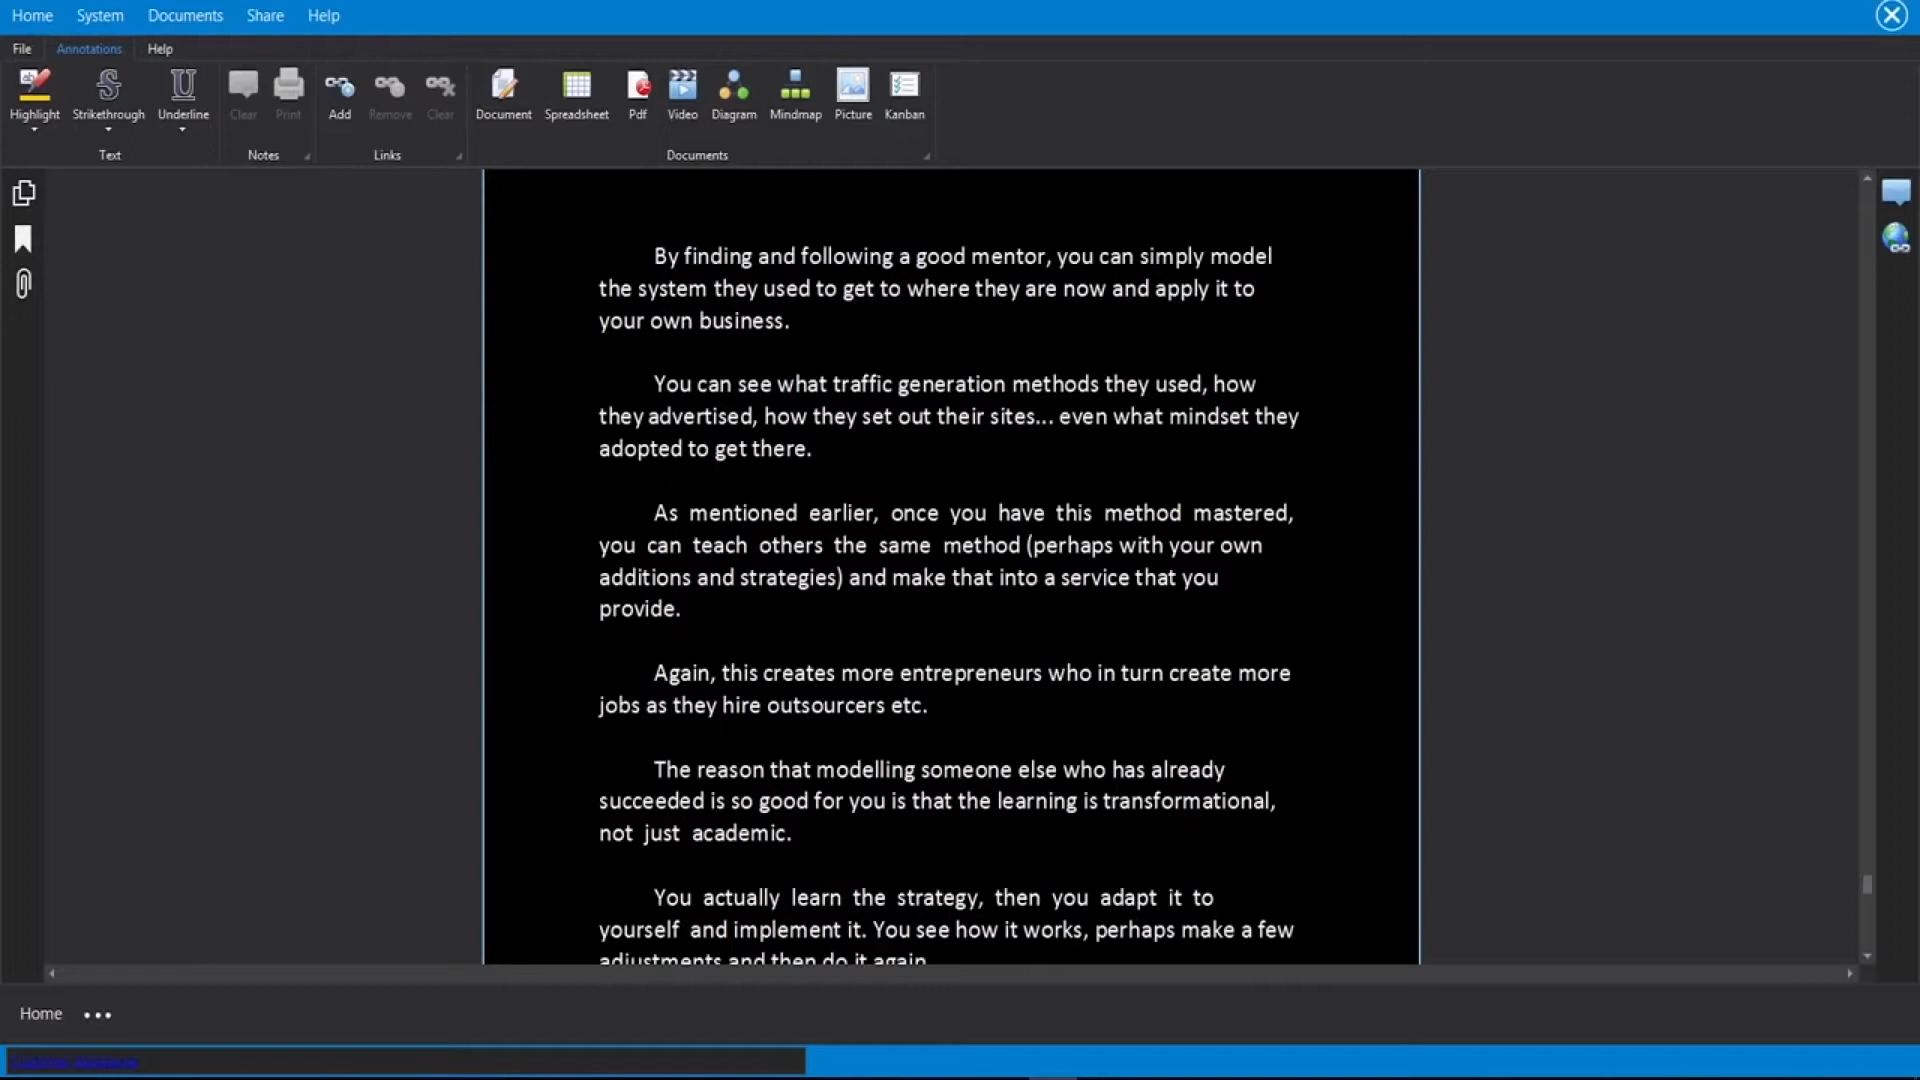 Home System Documents Share Help
File Annotations Help
Highlight Strikethrough Underline Clear Print Add Remove Clear Document Spreadsheet Pdf Video Diagram Mindmap Picture Kanban
Text Notes Links Documents
By finding and following a good mentor, you can simply model
the system they used to get to where they are now and apply it to
your own business.
You can see what traffic generation methods they used, how
they advertised, how they set out their sites... even what mindset they
adopted to get there.
As mentioned earlier, once you have this method mastered,
you can teach others the same method (perhaps with your own
additions and strategies) and make that into a service that you
provide.
Again, this creates more entrepreneurs who in turn create more
jobs as they hire outsourcers etc.
The reason that modelling someone else who has already
succeeded is so good for you is that the learning is transformational,
not just academic.
You actually learn the strategy, then you adapt it to
yourself and implement it. You see how it works, perhaps make a few
adjustments and then do it again
Home